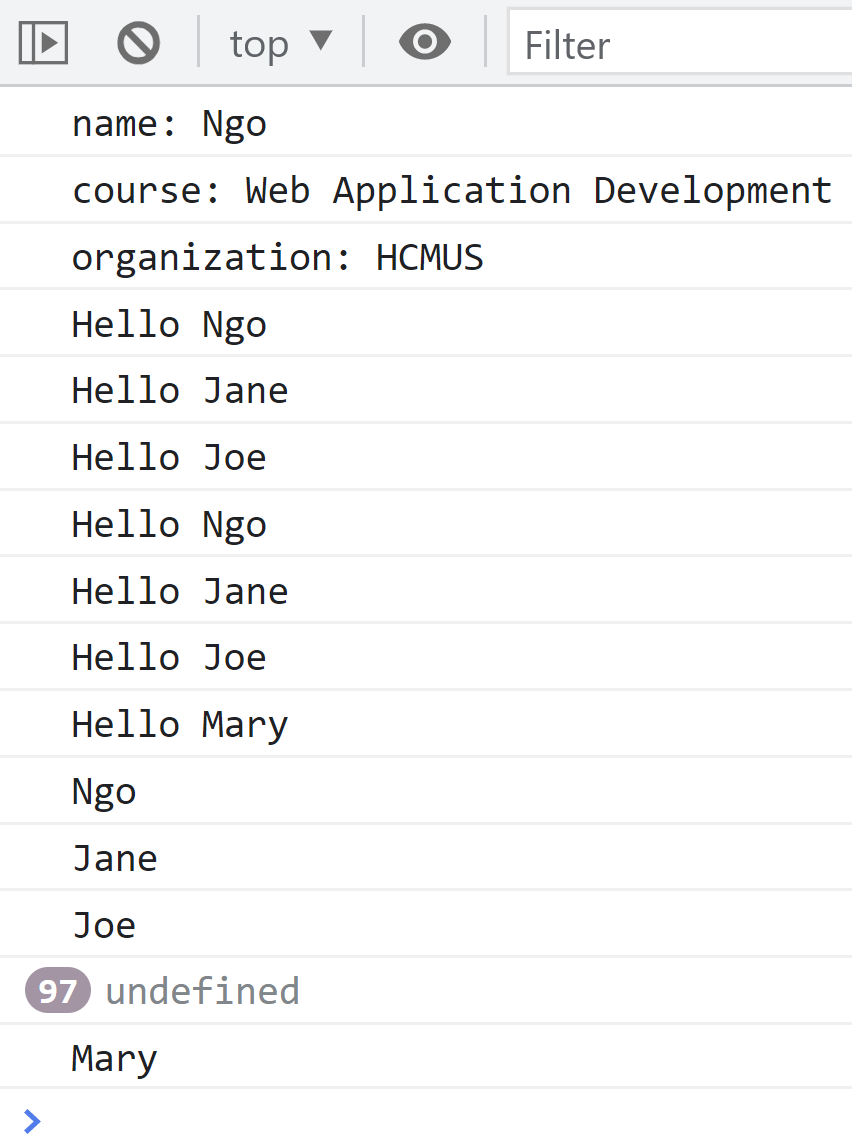 top Filter
name: Ngo
course: Web Application Development
organization: HCMUS
Hello Ngo
Hello Jane
Hello Joe
Hello Ngo
Hello Jane
Hello Joe
Hello Mary
Ngo
Jane
Joe
97 undefined
Mary